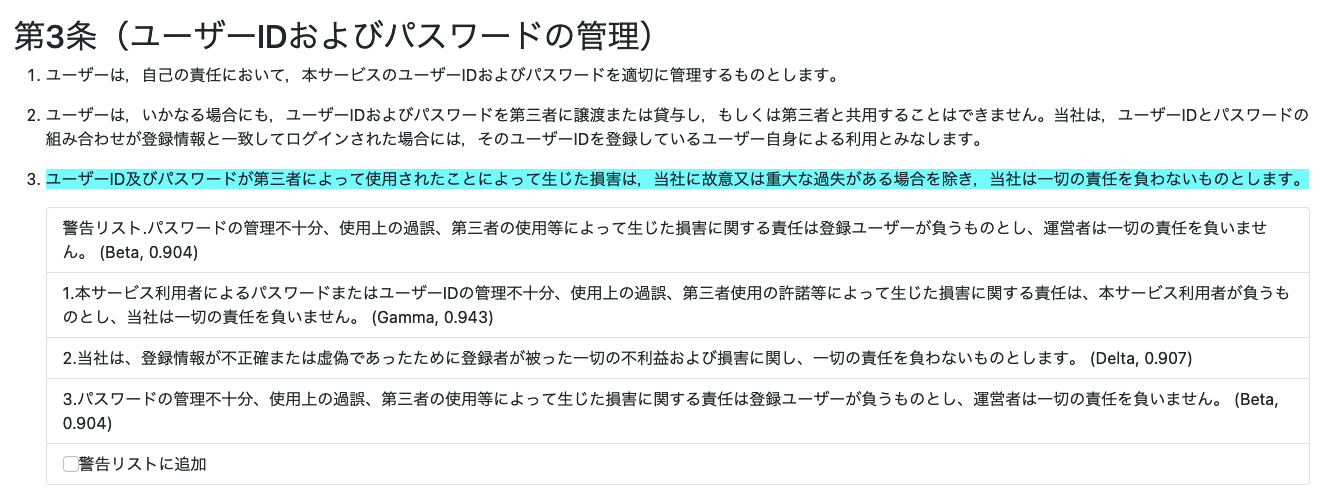 第3条（ユーザーIDおよびパスワードの管理）
1. ユーザーは，自己の責任において，本サービスのユーザーIDおよびパスワードを適切に管理するものとします。
2. ユーザーは，いかなる場合にも，ユーザーIDおよびパスワードを第三者に譲渡または貸与し，もしくは第三者と共用することはできません。当社は，ユーザーIDとパスワードの
組み合わせが登録情報と一致してログインされた場合には，そのユーザーIDを登録しているユーザー自身による利用とみなします。
3. ユーザーID及びパスワードが第三者によって使用されたことによって生じた損害は，当社に故意又は重大な過失がある場合を除き，当社は一切の責任を負わないものとします。
警告リスト.パスワードの管理不十分、使用上の過誤、第三者の使用等によって生じた損害に関する責任は登録ユーザーが負うものとし、運営者は一切の責任を負いませ
ん。 (Beta, 0.904)
1.本サービス利用者によるパスワードまたはユーザーIDの管理不十分、使用上の過誤、第三者使用の許諾等によって生じた損害に関する責任は、本サービス利用者が負うも
のとし、当社は一切の責任を負いません。 (Gamma, 0.943)
2.当社は、登録情報が不正確または虚偽であったために登録者が被った一切の不利益および損害に関し、一切の責任を負わないものとします。 (Delta, 0.907)
3.パスワードの管理不十分、使用上の過誤、第三者の使用等によって生じた損害に関する責任は登録ユーザーが負うものとし、運営者は一切の責任を負いません。 (Beta,
0.904)
警告リストに追加